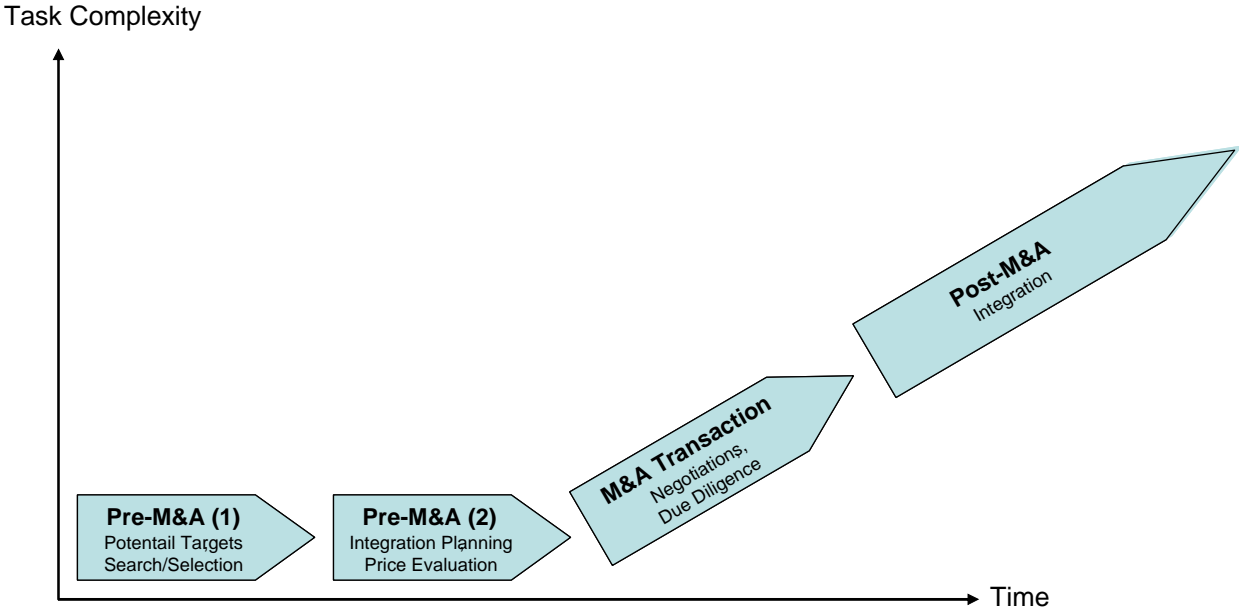 Task Complexity
Post-M&A
Integration
M&A Transaction
Negotiations,
Due Diligence
Pre-M&A (1)
Potentail Targets
Search/Selection
Pre-M&A (2)
Integration Planning
Price Evaluation
Time